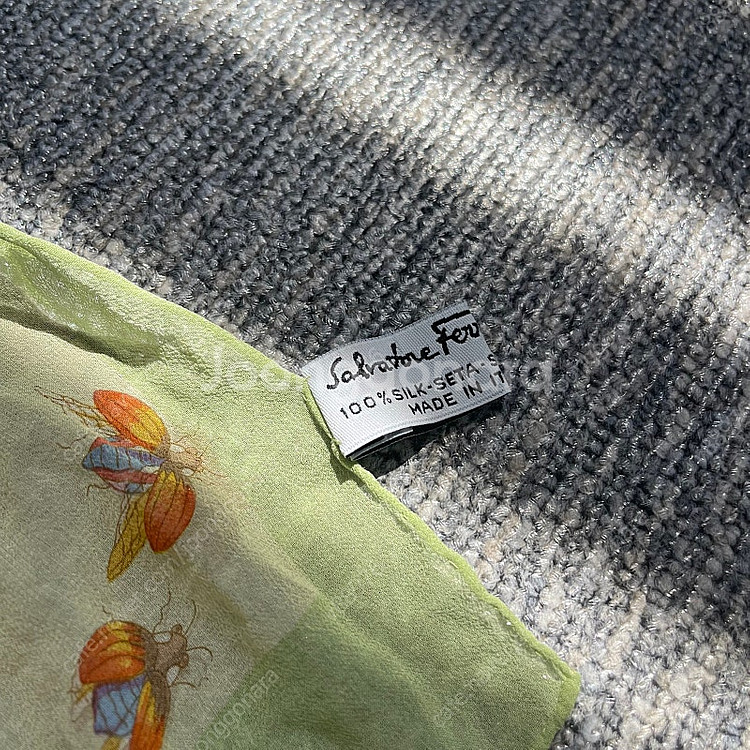 Salvatore Fer
100% SILK-SETA-S
MADE IN IT